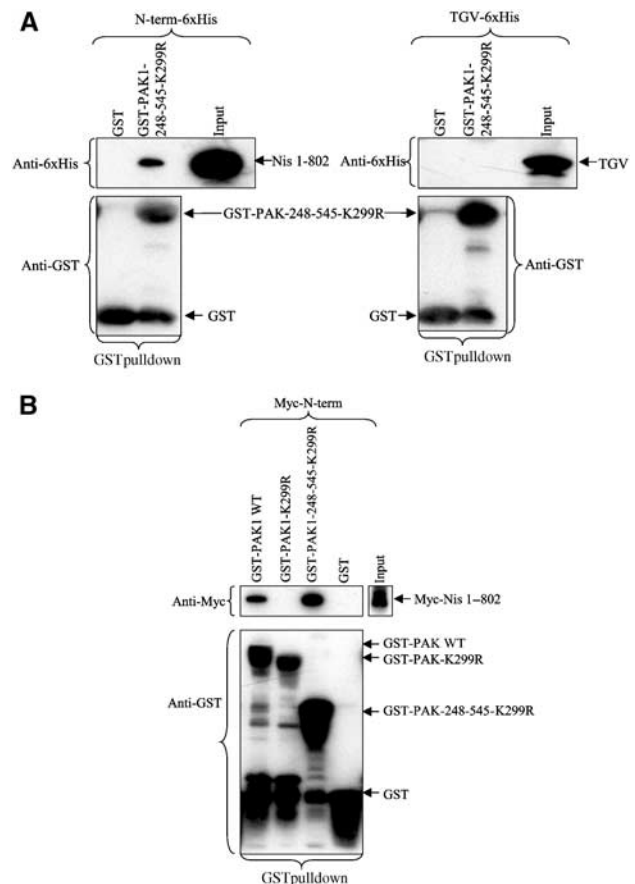 A
N-term-6xHis
TGV-6xHis
GST
GST-PAK1-
248-545-K299R
Input
GST
GST-PAK1-
248-545-K299R
Input
Anti-6xHis
Nis 1-802
Anti-6xHis
TGV
GST-PAK-248-545-K299R
Anti-GST
Anti-GST
GST
GST
GSTpulldown
GSTpulldown
B
Myc-N-term
GST-PAK1 WT
GST-PAK1-K299R
GST-PAK1-248-545-K299R
GST
Input
Anti-Myc
Myc-Nis 1–802
GST-PAK WT
GST-PAK-K299R
Anti-GST
GST-PAK-248-545-K299R
GST
GSTpulldown